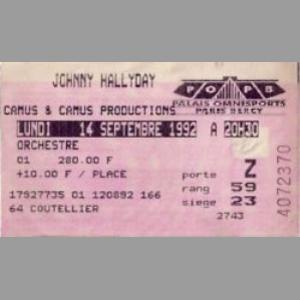 JOHNNY HALLYDAY
POPB
PALAIS OMNISPORTS
PARIS BERCY
CAMUS & CAMUS PRODUCTIONS
LUNDI 14 SEPTEMBRE 1992 A 20H30
ORCHESTRE
01 280.00 F
+10.00 F / PLACE
porte Z
rang 59
siege 23
17927735 01 120892 166
64 COUTELLIER
2743
4072370